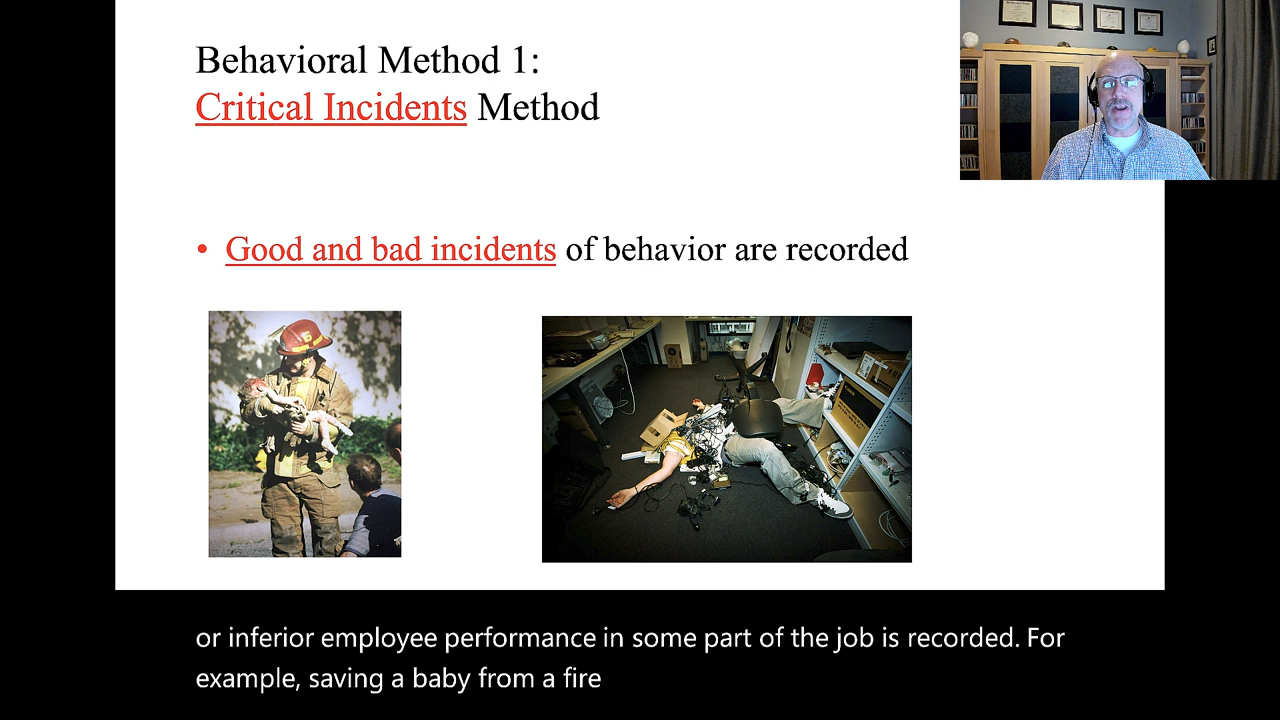 Behavioral Method 1:
Critical Incidents Method
• Good and bad incidents of behavior are recorded
5
or inferior employee performance in some part of the job is recorded. For
example, saving a baby from a fire